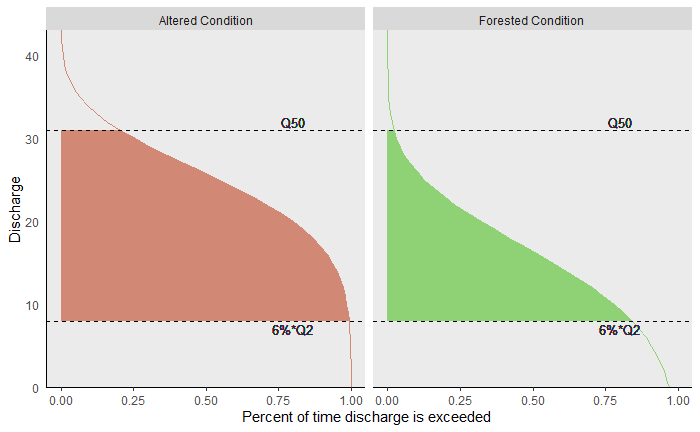 Altered Condition
Forested Condition
Discharge
40
30
20
10
0
Q50
6%*Q2
Q50
6%*Q2
0.00 0.25 0.50 0.75 1.00
0.00 0.25 0.50 0.75 1.00
Percent of time discharge is exceeded